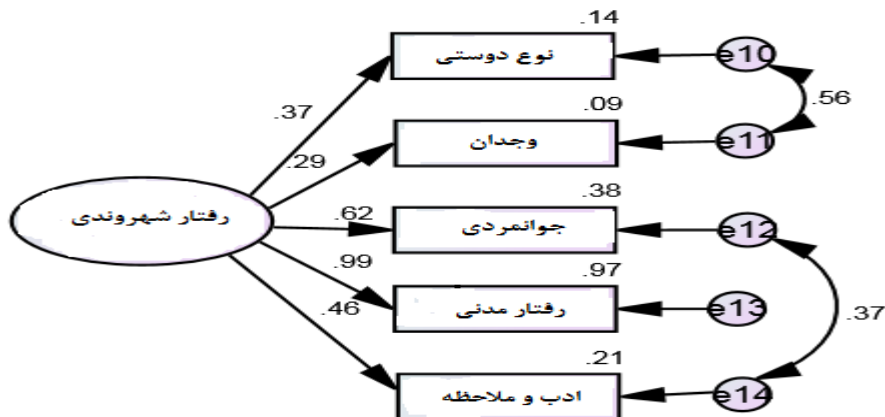 .14
نوع دوستی
e10
.37
.56
.09
وجدان
e11
.29
.38
رفتار شهروندی
.62
جوانمردی
e12
.99
.97
رفتار مدنی
e13
.37
.46
.21
ادب و ملاحظه
e14